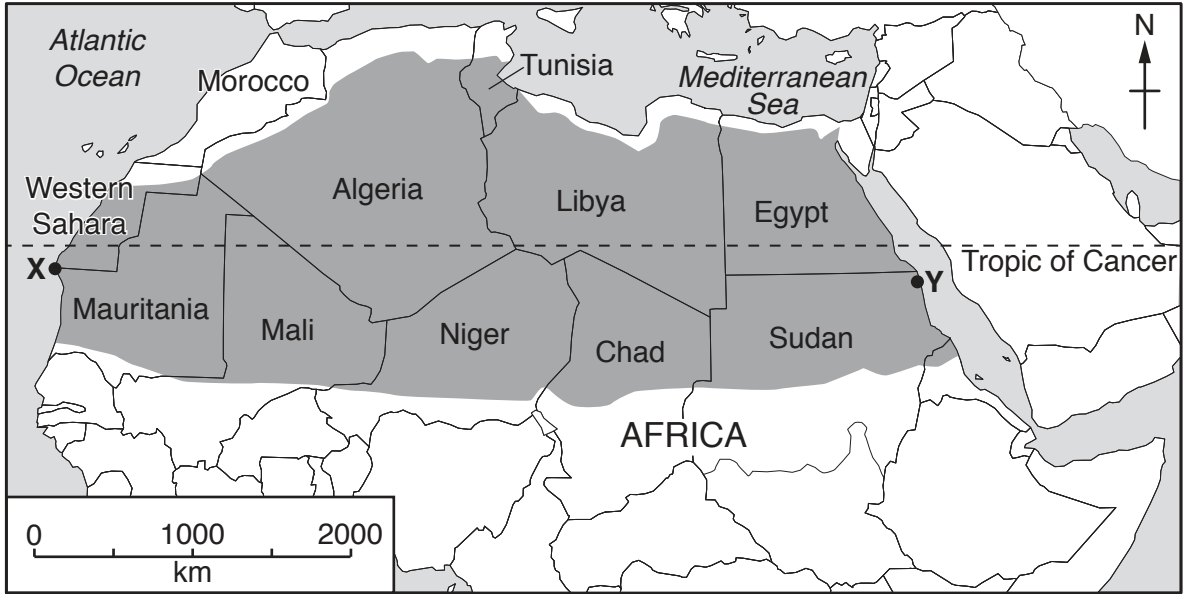 Atlantic
Ocean
Morocco
Tunisia
Mediterranean
Sea
N
Western
Sahara
Algeria
Libya
Egypt
X
Tropic of Cancer
Y
Mauritania
Mali
Niger
Chad
Sudan
AFRICA
0 1000 2000
km